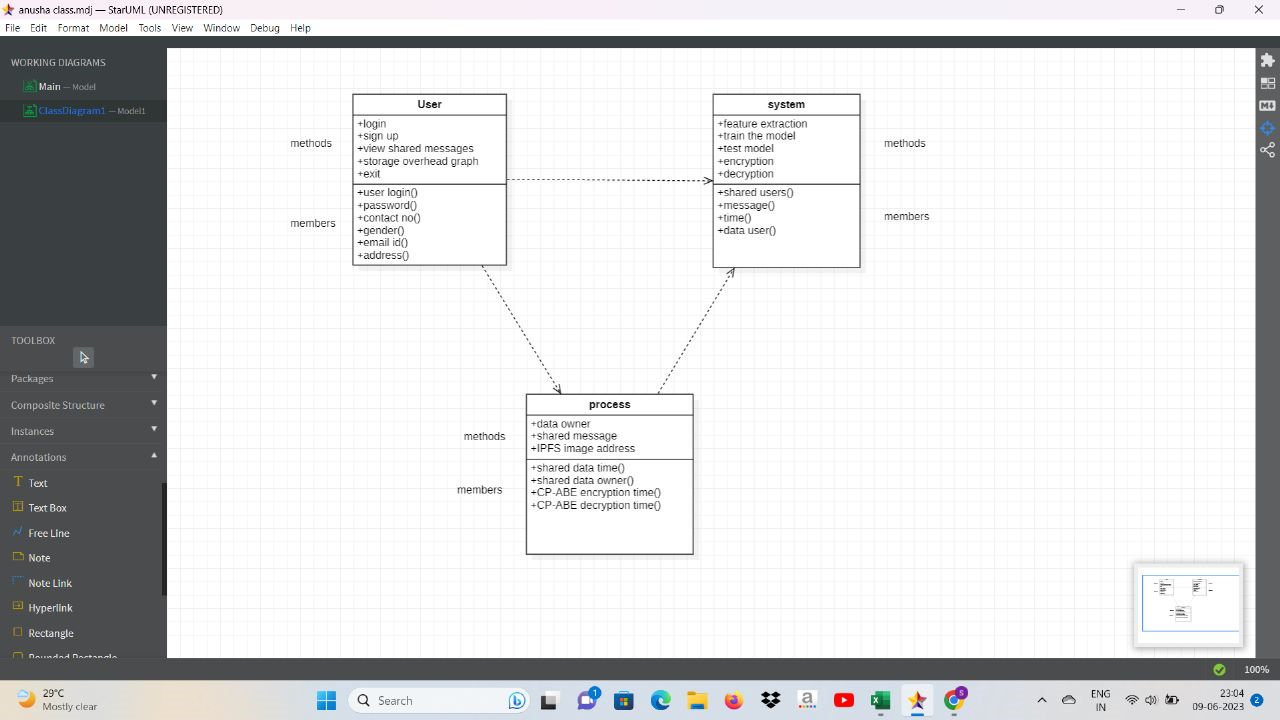 anusha class.mdj — StarUML (UNREGISTERED)
File Edit Format Model Tools View Window Debug Help
WORKING DIAGRAMS
Main — Model
ClassDiagram1 — Model1
TOOLBOX
Packages
Composite Structure
Instances
Annotations
Text
Text Box
Free Line
Note
Note Link
Hyperlink
Rectangle
Rounded Rectangle
User
+login
+sign up
+view shared messages
+storage overhead graph
+exit
+user login()
+password()
+contact no()
+gender()
+email id()
+address()
methods
members
system
+feature extraction
+train the model
+test model
+encryption
+decryption
+shared users()
+message()
+time()
+data user()
methods
members
process
+data owner
+shared message
+IPFS image address
+shared data time()
+shared data owner()
+CP-ABE encryption time()
+CP-ABE decryption time()
methods
members
M↓
100%
29°C
Mostly clear
Search
1
a
S
ENG
IN
23:04
09-06-2023
2